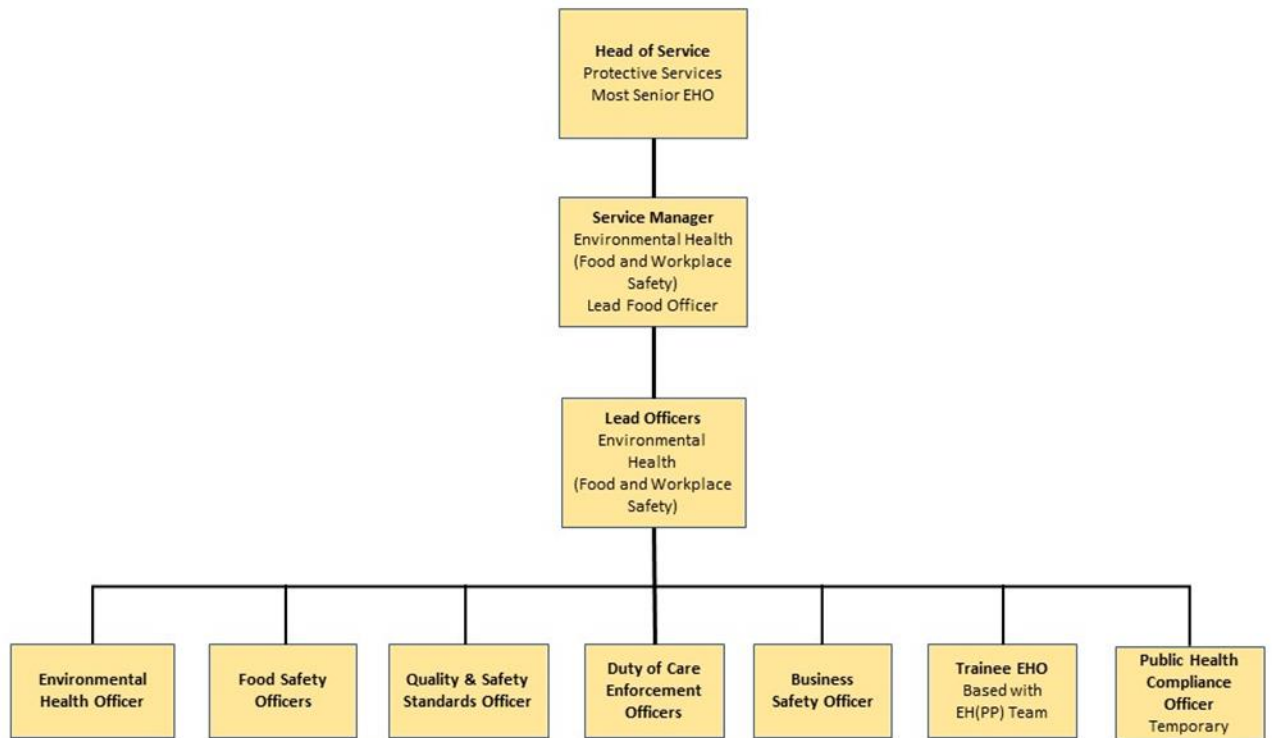 Head of Service
Protective Services
Most Senior EHO
Service Manager
Environmental Health
(Food and Workplace
Safety)
Lead Food Officer
Lead Officers
Environmental
Health
(Food and Workplace
Safety)
Environmental
Health Officer
Food Safety
Officers
Quality & Safety
Standards Officer
Duty of Care
Enforcement
Officers
Business
Safety Officer
Trainee EHO
Based with
EH(PP) Team
Public Health
Compliance
Officer
Temporary